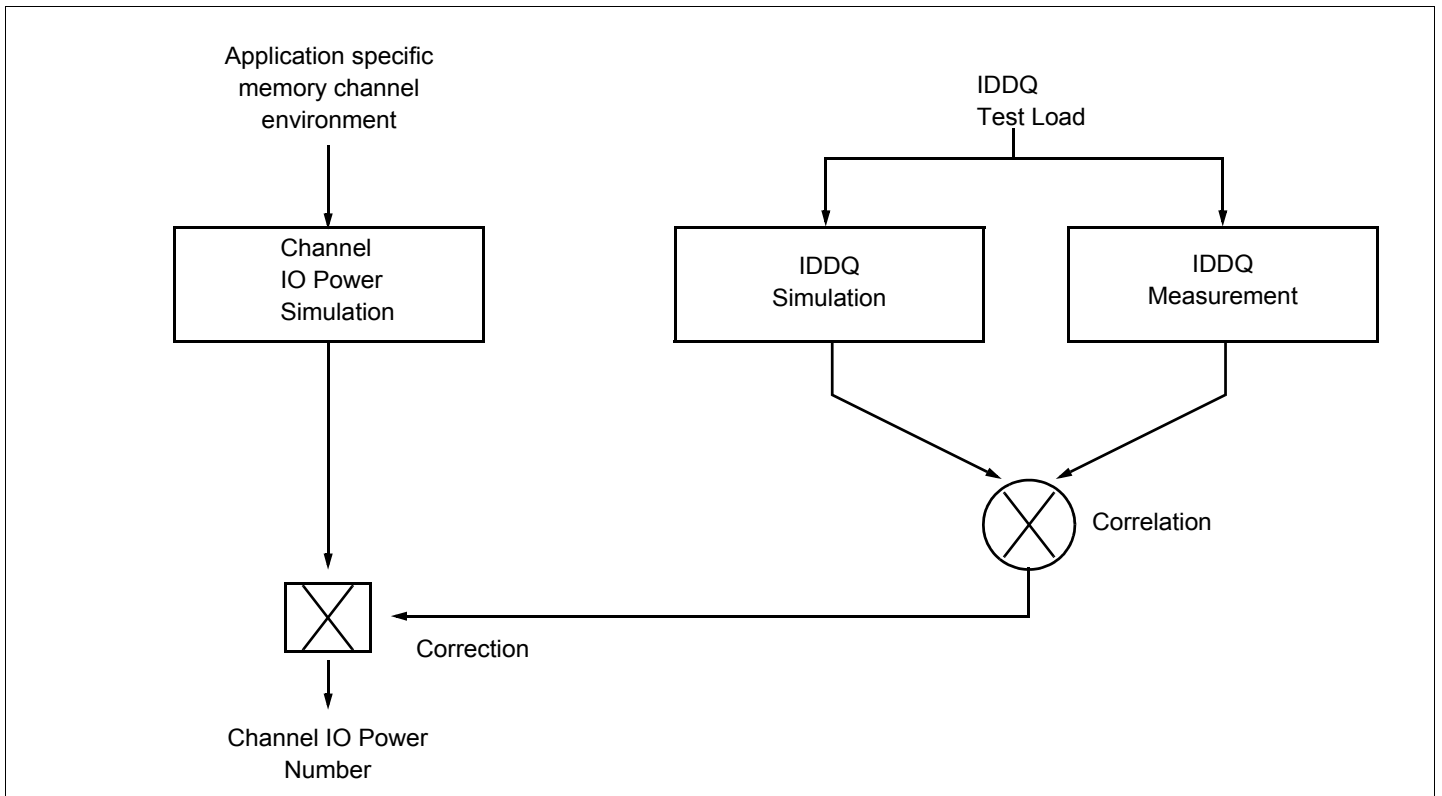 Application specific
memory channel
environment
IDDQ
Test Load
Channel
IO Power
Simulation
IDDQ
Simulation
IDDQ
Measurement
Correlation
Correction
Channel IO Power
Number